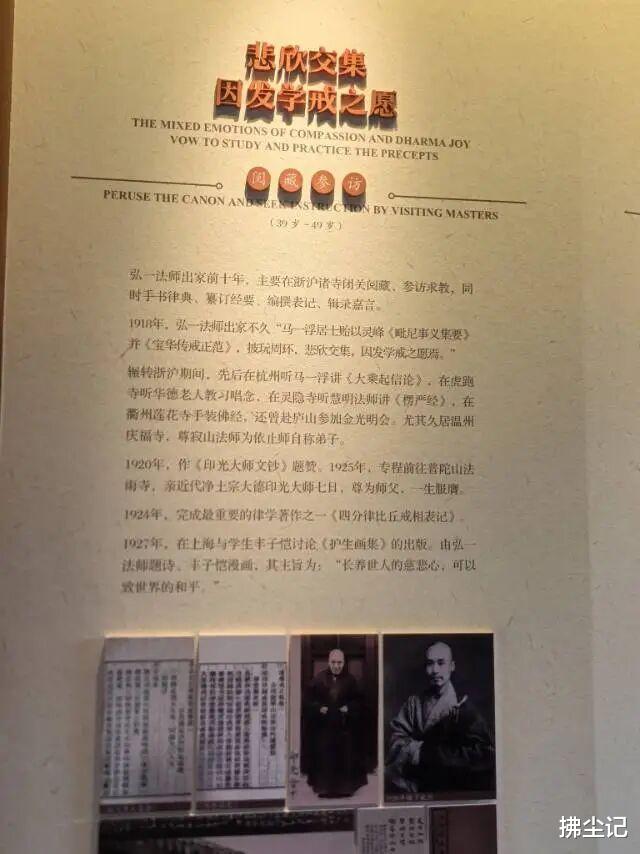 悲欣交集
因发学戒之愿
THE MIXED EMOTIONS OF COMPASSION AND DHARMA JOY
VOW TO STUDY AND PRACTICE THE PRECEPTS
阅藏参访
PERUSE THE CANON AND SEEK INSTRUCTION BY VISITING MASTERS
(39岁-49岁)
弘一法师出家前十年，主要在浙沪诸寺闭关阅藏、参访求教，同
时手书律典、纂订经要、编撰表记、辑录嘉言。
1918年，弘一法师出家不久“马一浮居士贻以灵峰《毗尼事义集要》
并《宝华传戒正范》，披玩周环，悲欣交集，因发学戒之愿焉。”
辗转浙沪期间，先后在杭州听马一浮讲《大乘起信论》，在虎跑
寺听华德老人教习唱念，在灵隐寺听慧明法师讲《楞严经》，在
衢州莲花寺手装佛经，还曾赴庐山参加金光明会。尤其久居温州
庆福寺，尊寂山法师为依止师自称弟子。
1920年，作《印光大师文钞》题赞。1925年，专程前往普陀山法
雨寺，亲近代净土宗大德印光大师七日，尊为师父，一生服膺。
1924年，完成最重要的律学著作之一《四分律比丘戒相表记》。
1927年，在上海与学生丰子恺讨论《护生画集》的出版。由弘一
法师题诗、丰子恺漫画，其主旨为：“长养世人的慈悲心，可以
致世界的和平。”
拂尘记